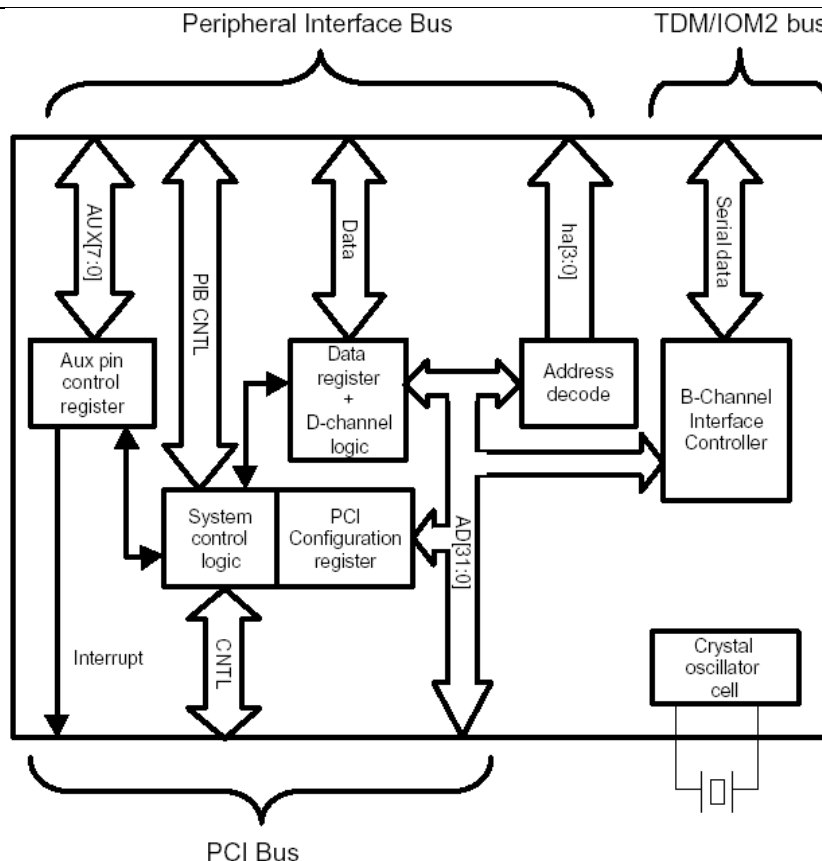 Peripheral Interface Bus
TDM/IOM2 bus
AUX[7:0]
PIB CNTL
Data
ha[3:0]
Serial data
Aux pin
control
register
Data
register
+
D-channel
logic
Address
decode
B-Channel
Interface
Controller
System
control
logic
PCI
Configuration
register
AD[31:0]
Interrupt
CNTL
Crystal
oscillator
cell
PCI Bus